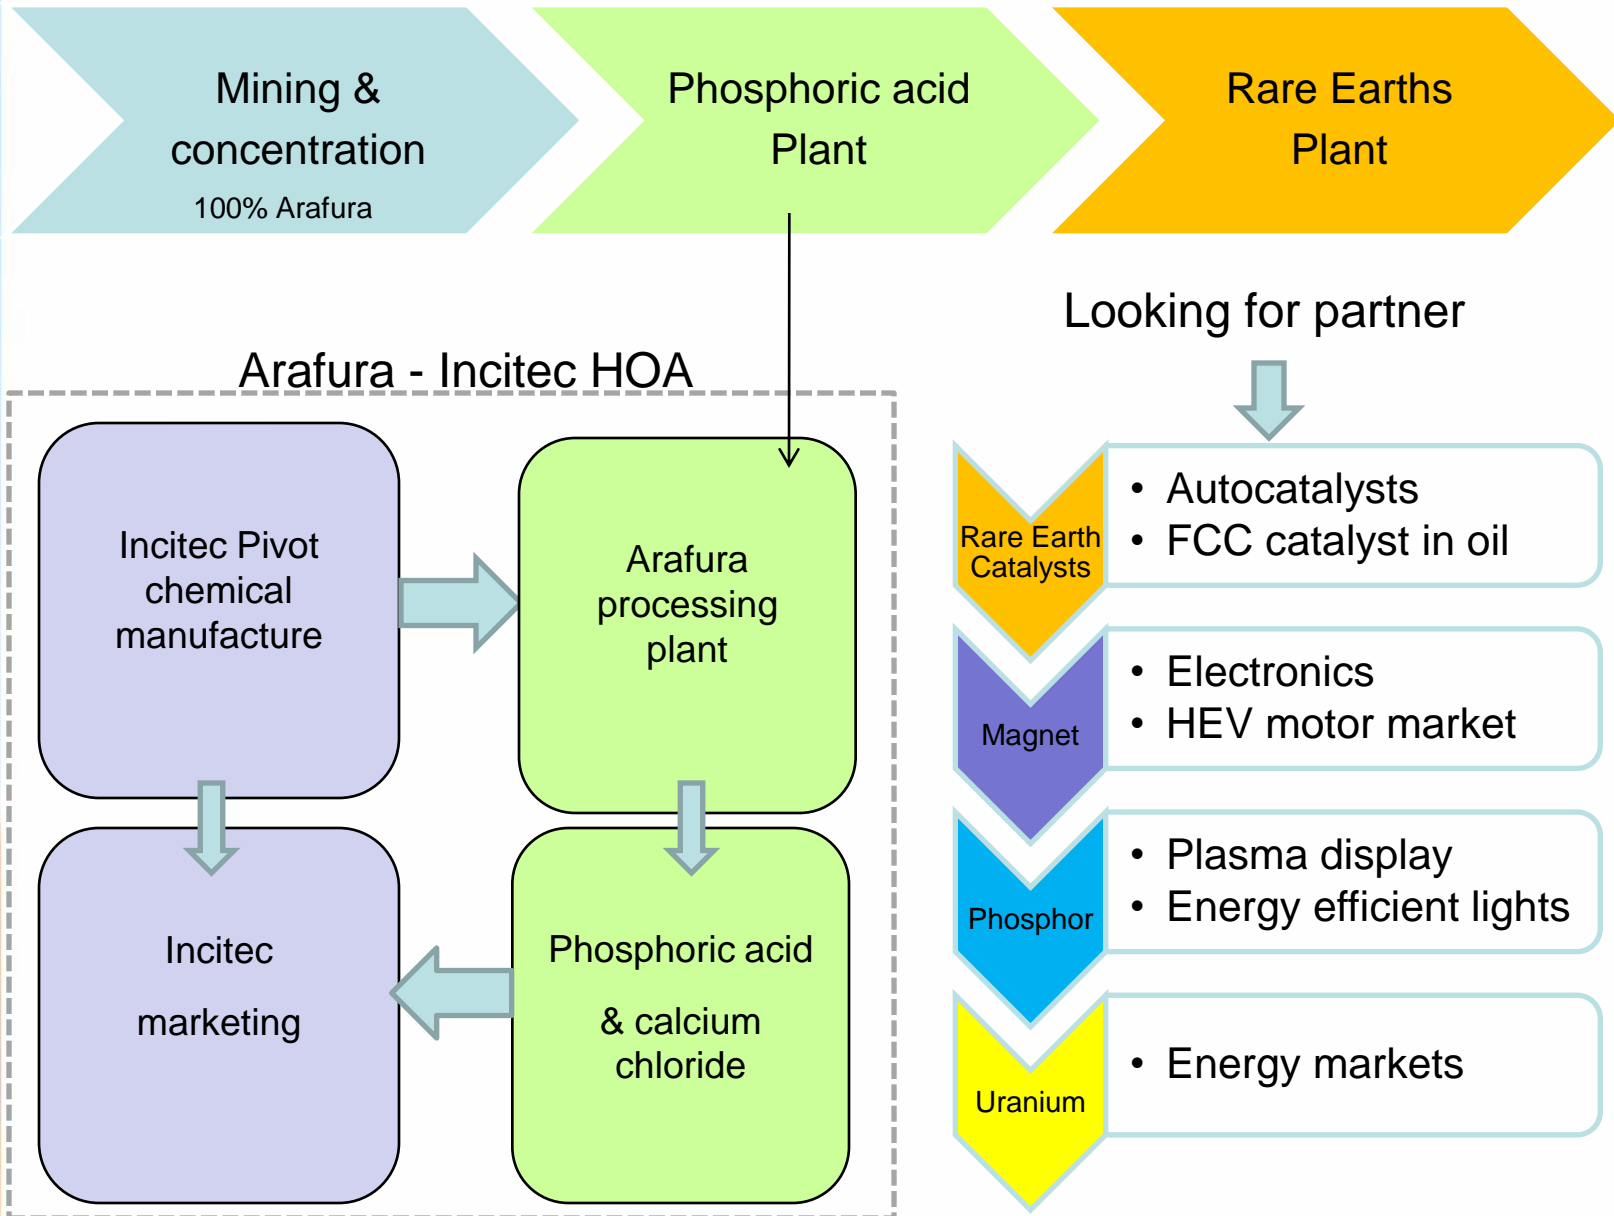 Mining &
concentration
100% Arafura
Phosphoric acid
Plant
Rare Earths
Plant
Looking for partner
Arafura - Incitec HOA
Incitec Pivot
chemical
manufacture
Arafura
processing
plant
Incitec
marketing
Phosphoric acid
& calcium
chloride
Rare Earth
Catalysts
• Autocatalysts
• FCC catalyst in oil
Magnet
• Electronics
• HEV motor market
Phosphor
• Plasma display
• Energy efficient lights
Uranium
• Energy markets